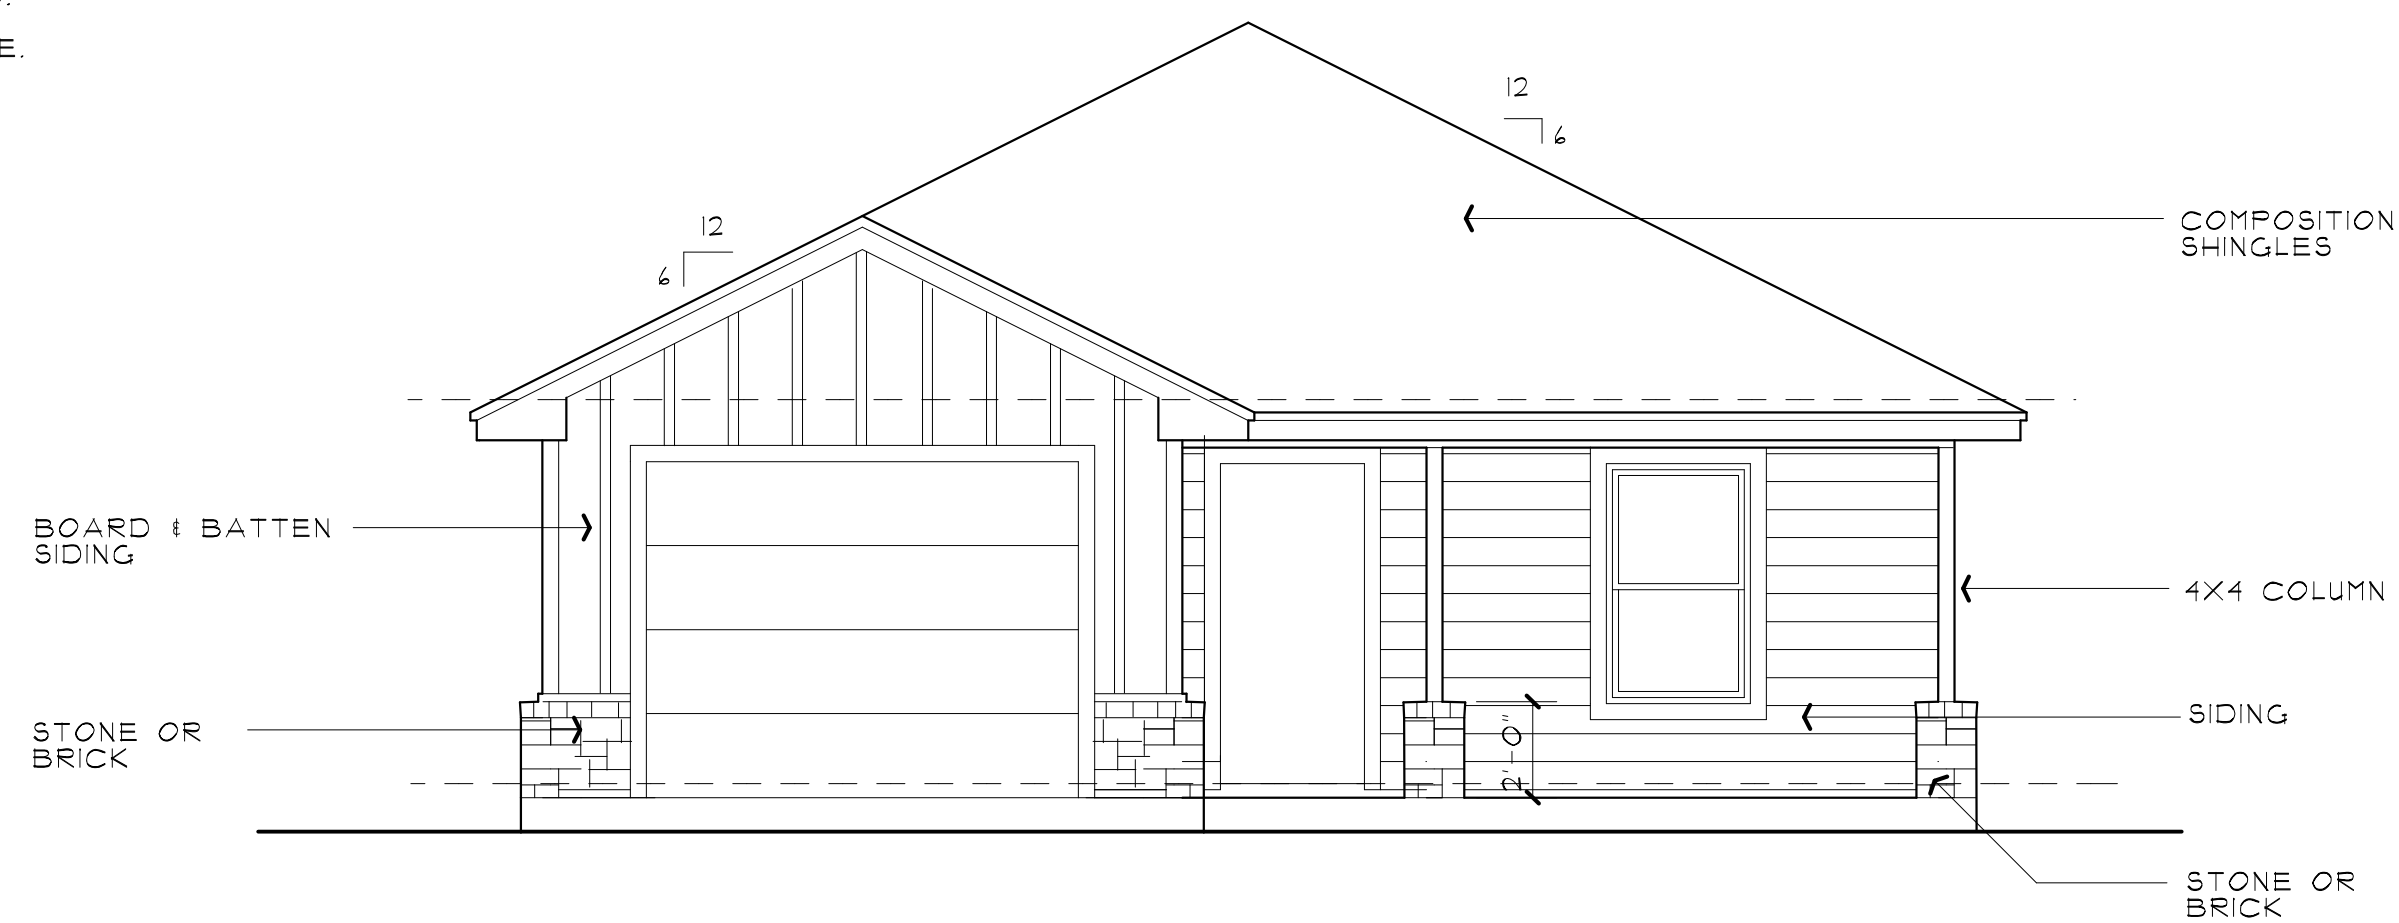 E.
12
6
12
6
COMPOSITION
SHINGLES
BOARD & BATTEN
SIDING
4X4 COLUMN
SIDING
2'-0"
STONE OR
BRICK
STONE OR
BRICK